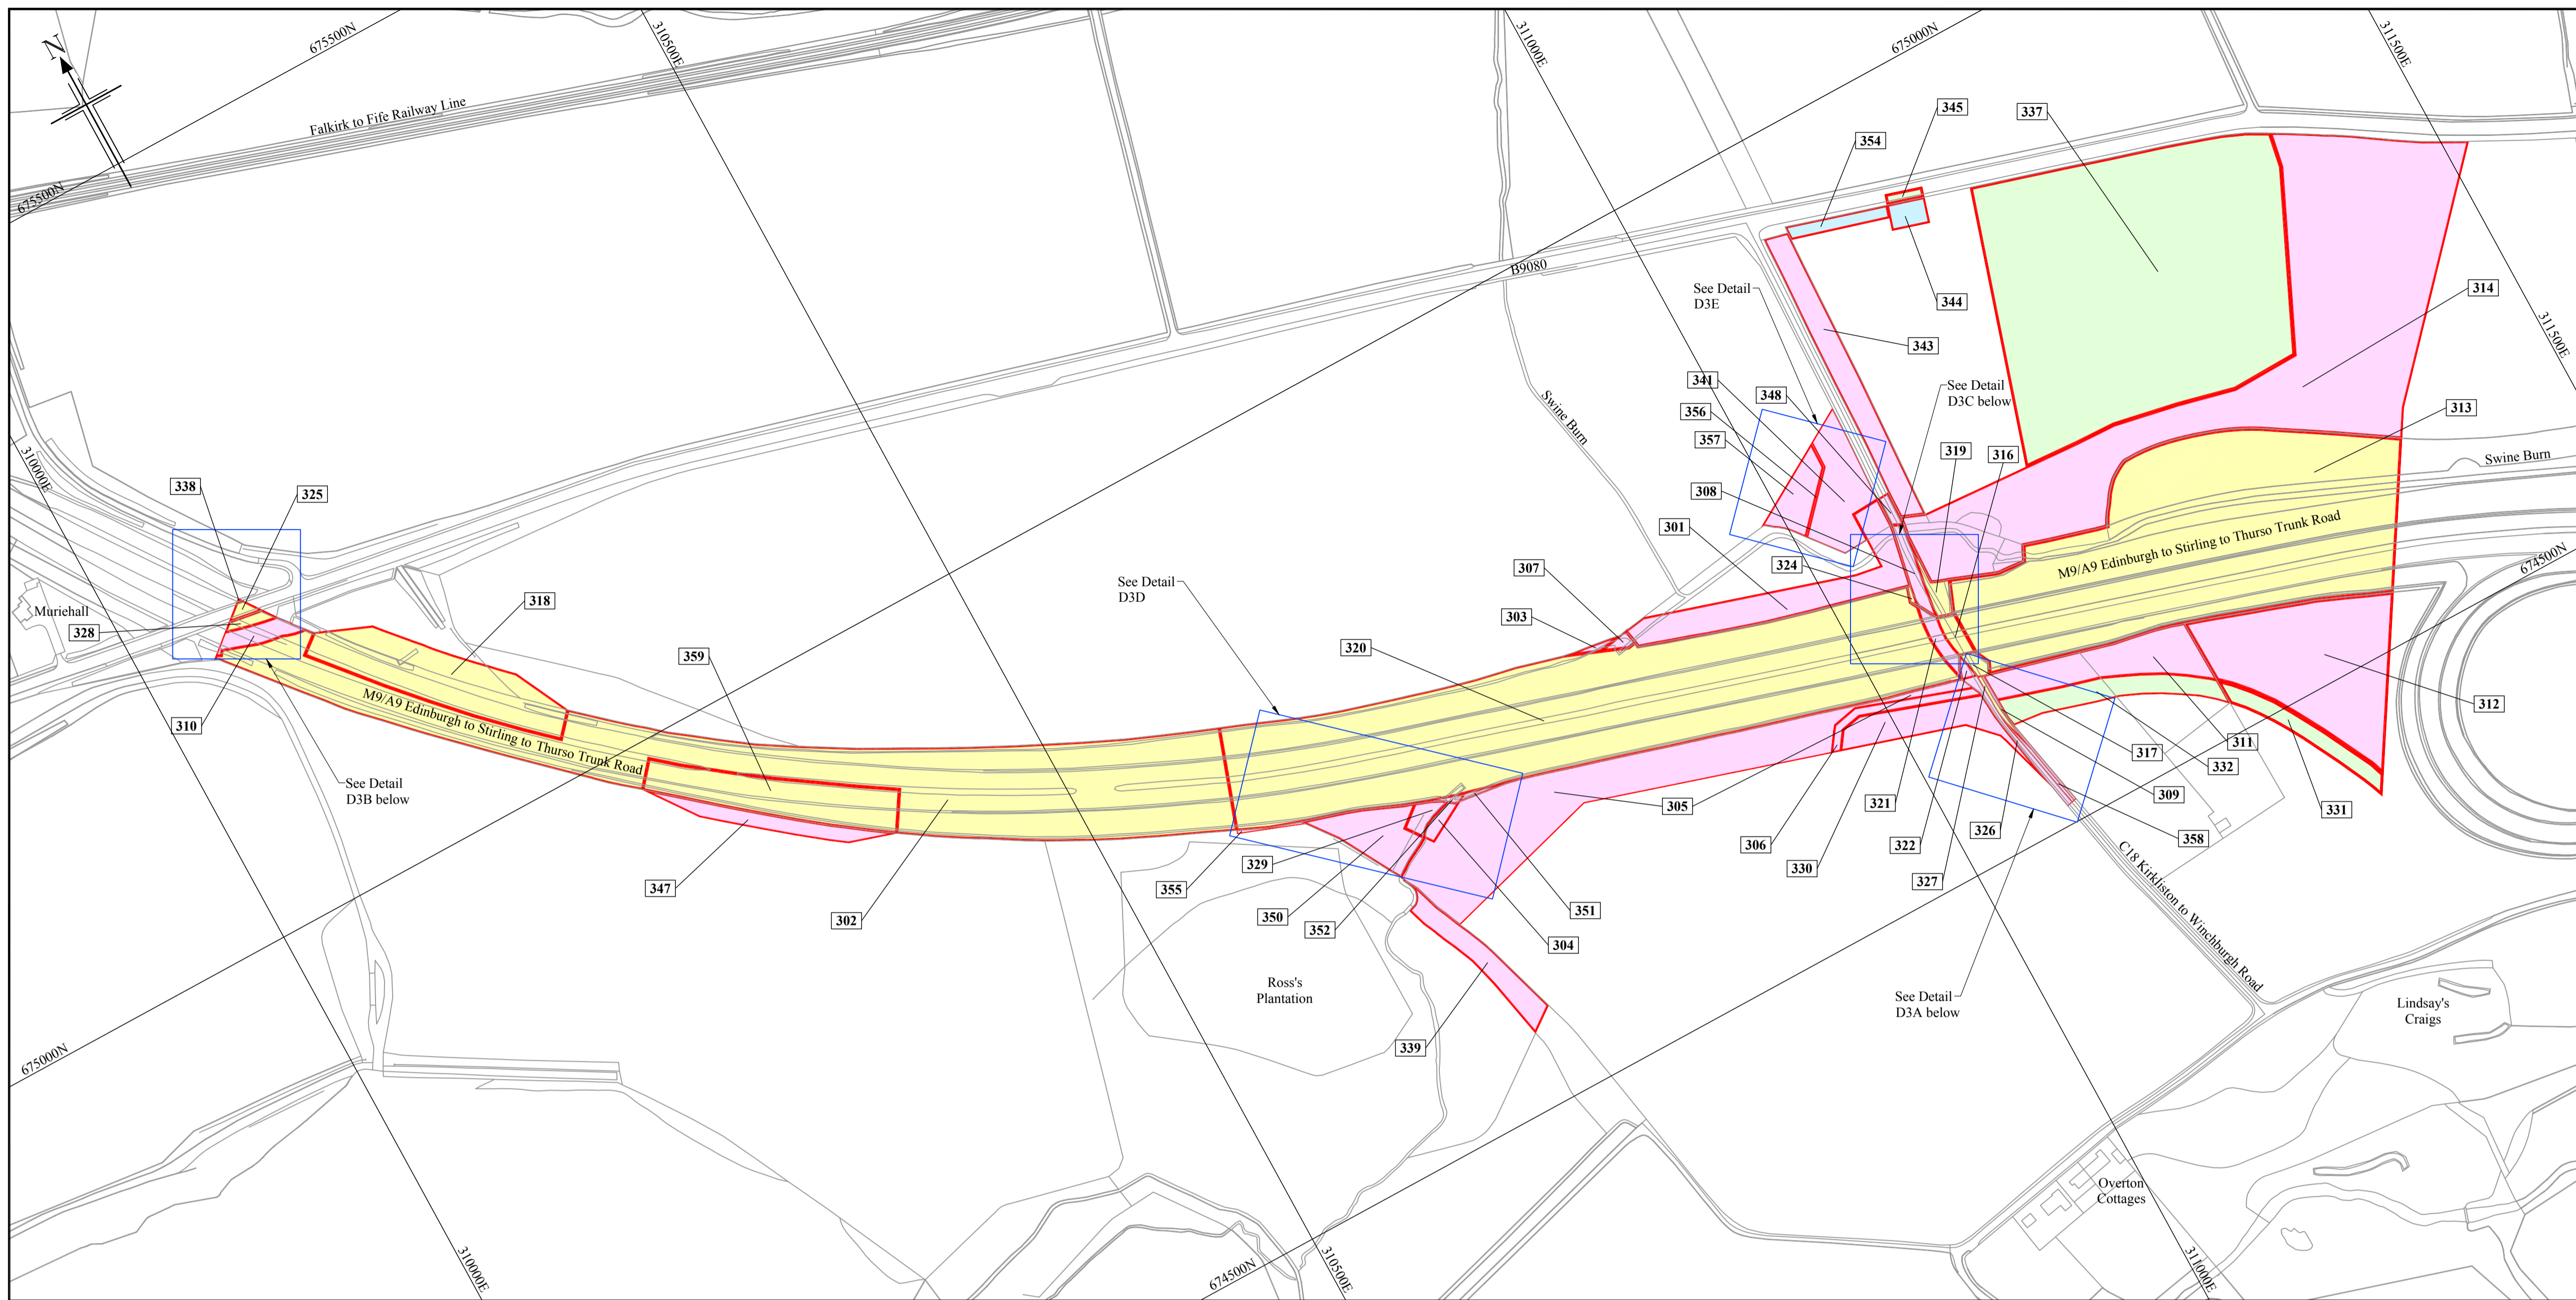 N
675500N
310500E
311000E
675000N
311500E
Falkirk to Fife Railway Line
675500N
345
337
354
B9080
See Detail
D3E
344
314
343
311500E
341
348
See Detail
D3C below
356
357
Swine Burn
313
319
316
Swine Burn
310000E
338
325
308
301
M9/A9 Edinburgh to Stirling to Thurso Trunk Road
674500N
324
307
See Detail
D3D
303
318
Muriehall
328
320
359
310
M9/A9 Edinburgh to Stirling to Thurso Trunk Road
312
311
317
332
See Detail
D3B below
309
305
321
331
306
322
326
358
330
C18 Kirkliston to Winchburgh Road
327
329
355
347
302
350
351
352
304
Ross's
Plantation
See Detail
D3A below
Lindsay's
Craigs
339
675000N
Overton
Cottages
310000E
674500N
310500E
311000E